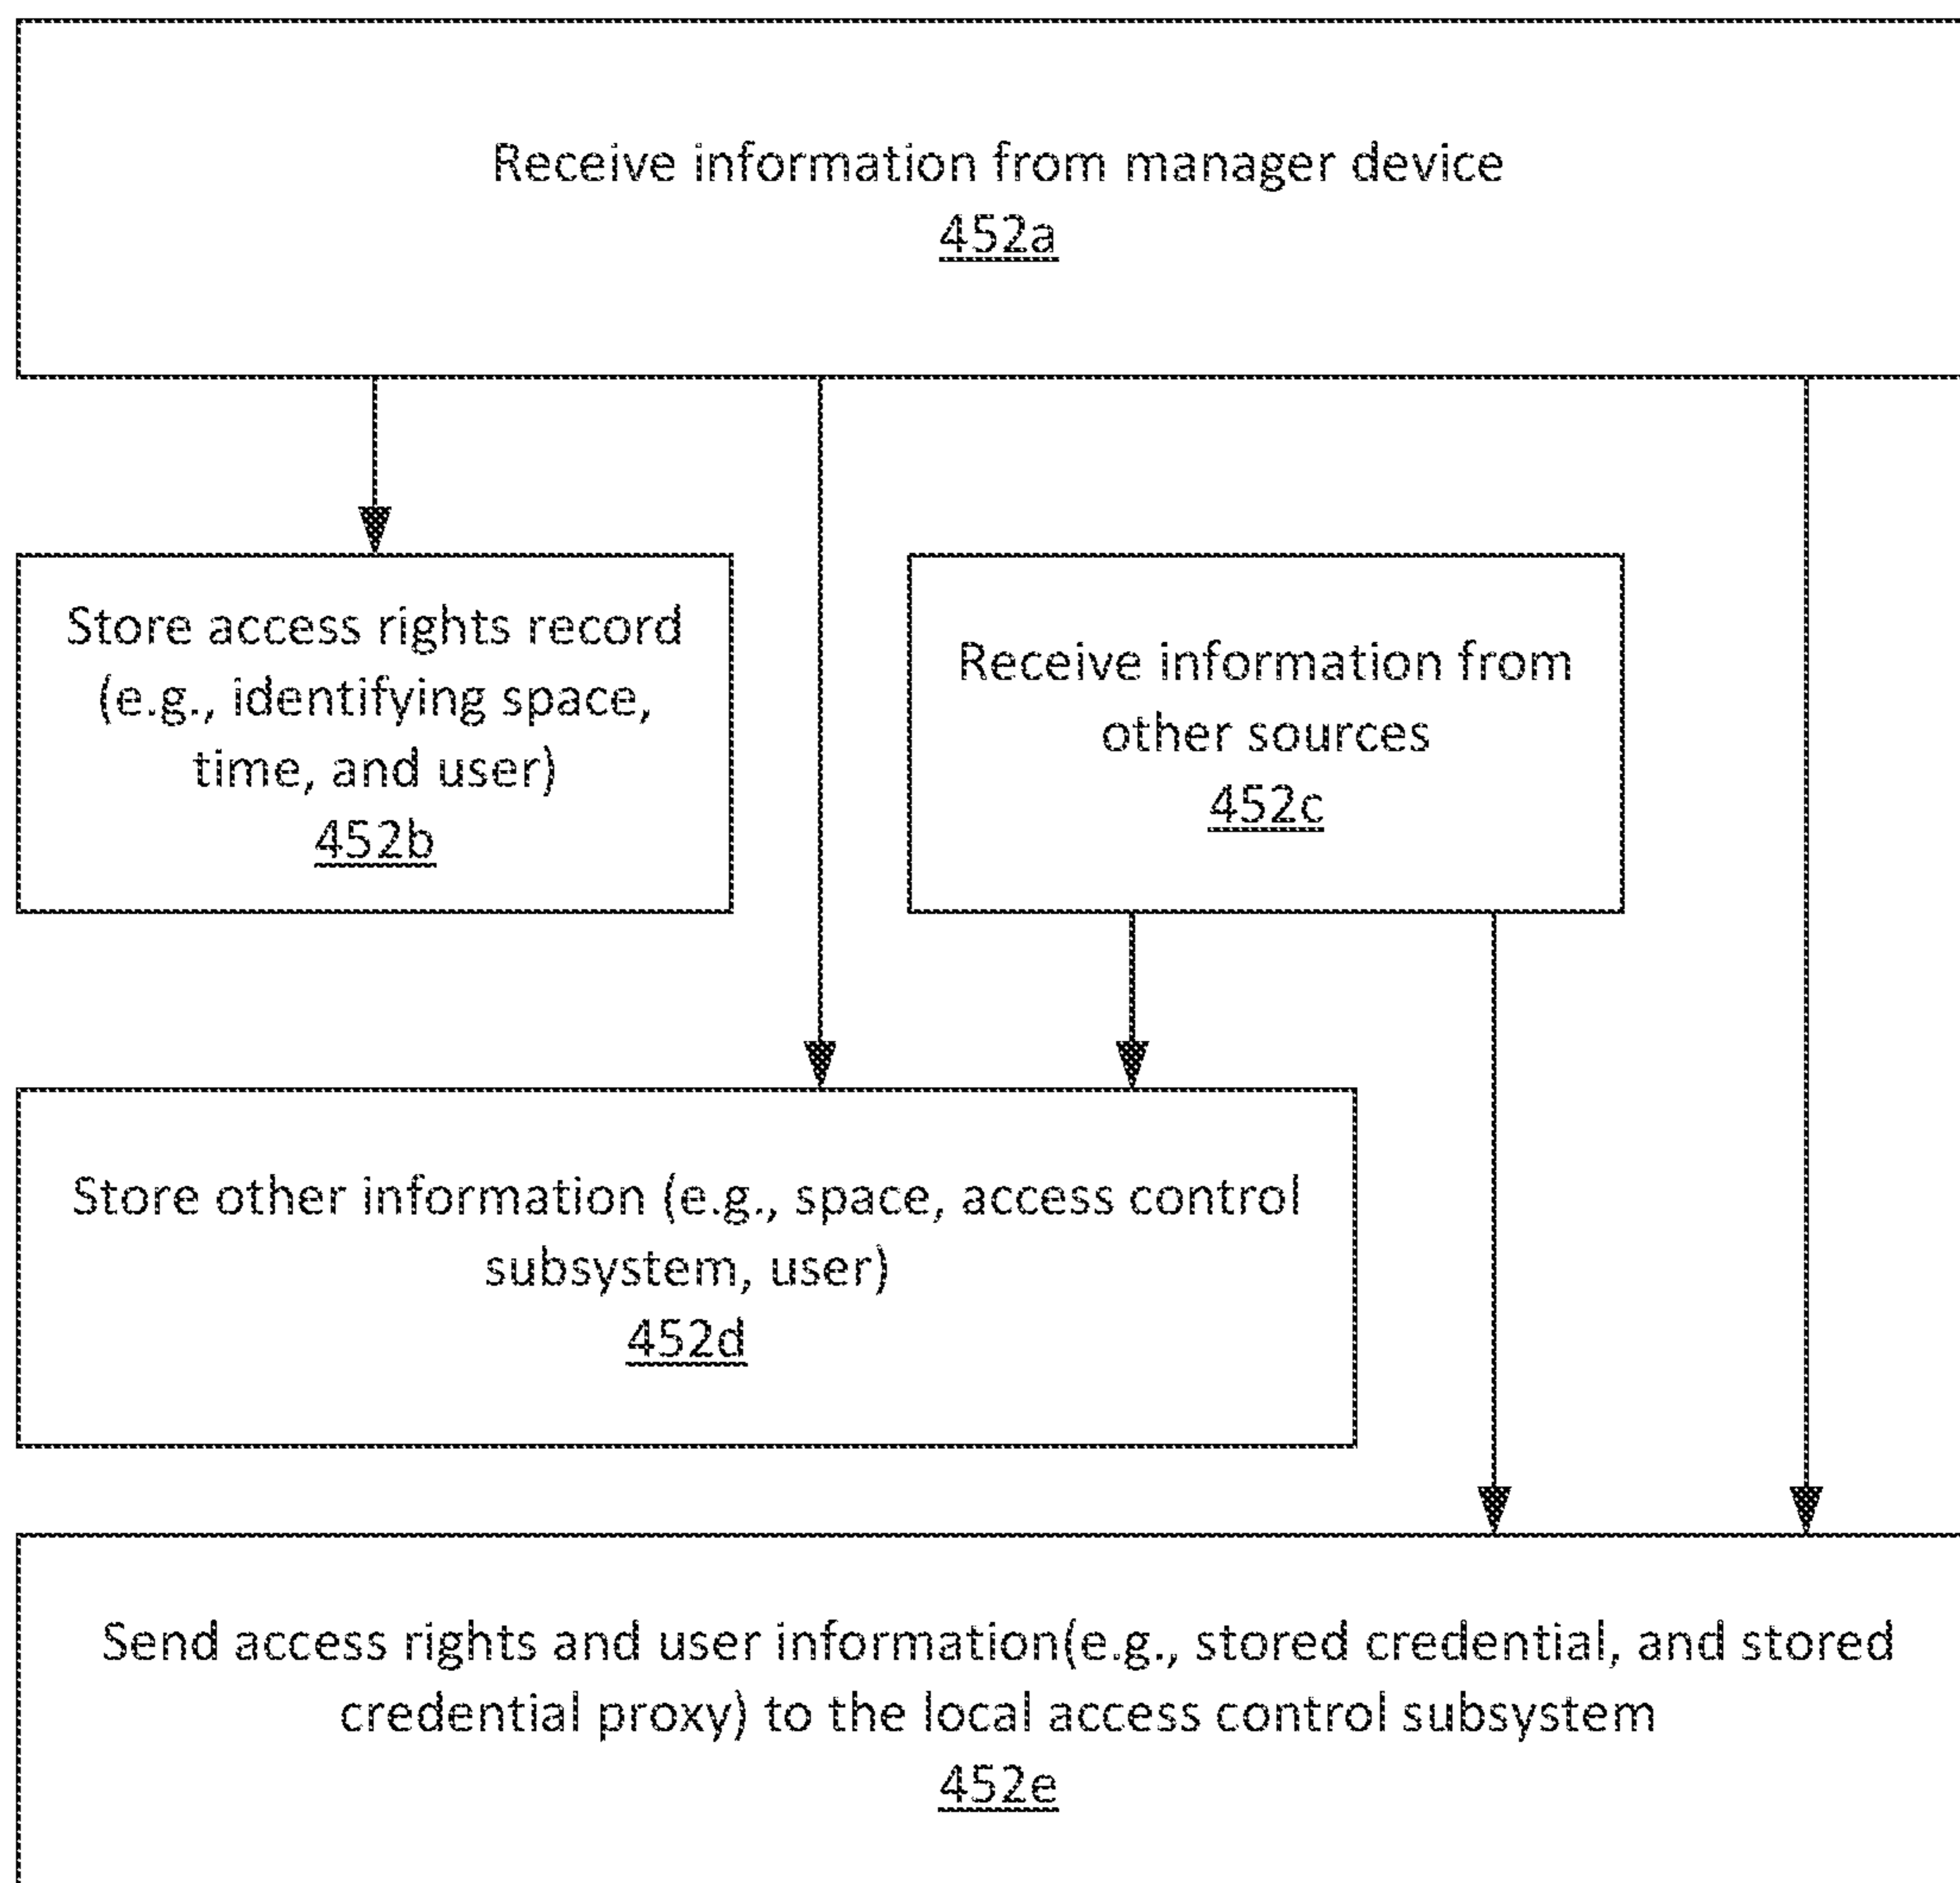 Receive information from manager device
452a
Store access rights record
(e.g., identifying space,
time, and user)
452b
Receive information from
other sources
452c
Store other information (e.g., space, access control
subsystem, user)
452d
Send access rights and user information(e.g., stored credential, and stored
credential proxy) to the local access control subsystem
452e